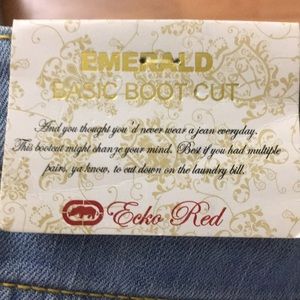 EMERALD
BASIC BOOT CUT
And you thought you'd never wear a jean everyday.
This bootcut might change your mind. Best if you had multiple
pairs, ya know, to cut down on the laundry bill.
Ecko Red